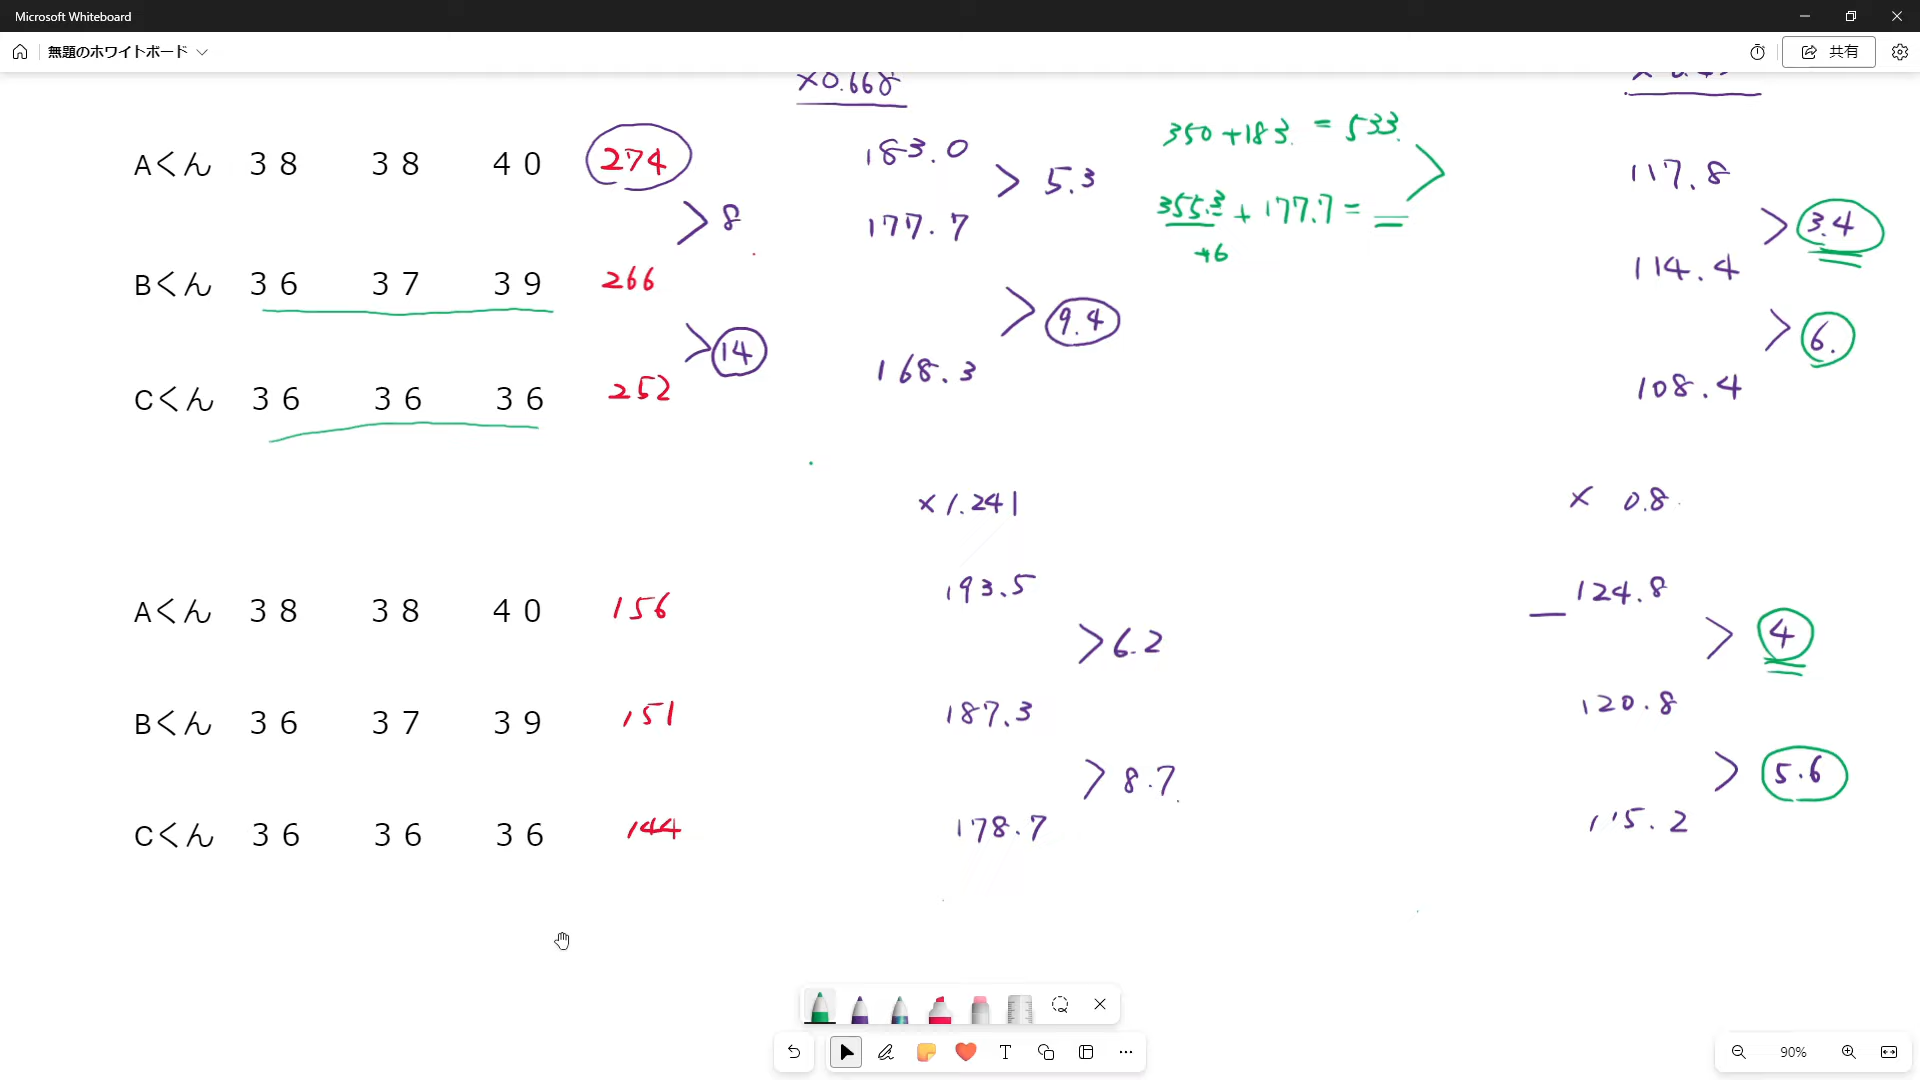 Microsoft Whiteboard
無題のホワイトボード
共有
×0.668
Aくん 38 38 40 274 183.0 > 5.3 350+183. = 533. > 117.8
> 8 177.7 355.3 + 177.7 = > 3.4
+6
Bくん 36 37 39 266 114.4
> 14 > 9.4 > 6.
168.3
Cくん 36 36 36 252 108.4
×1.241 × 0.8
193.5 124.8
Aくん 38 38 40 156
> 6.2 > 4
Bくん 36 37 39 151 187.3 120.8
> 8.7 > 5.6
Cくん 36 36 36 144 178.7 115.2
90%